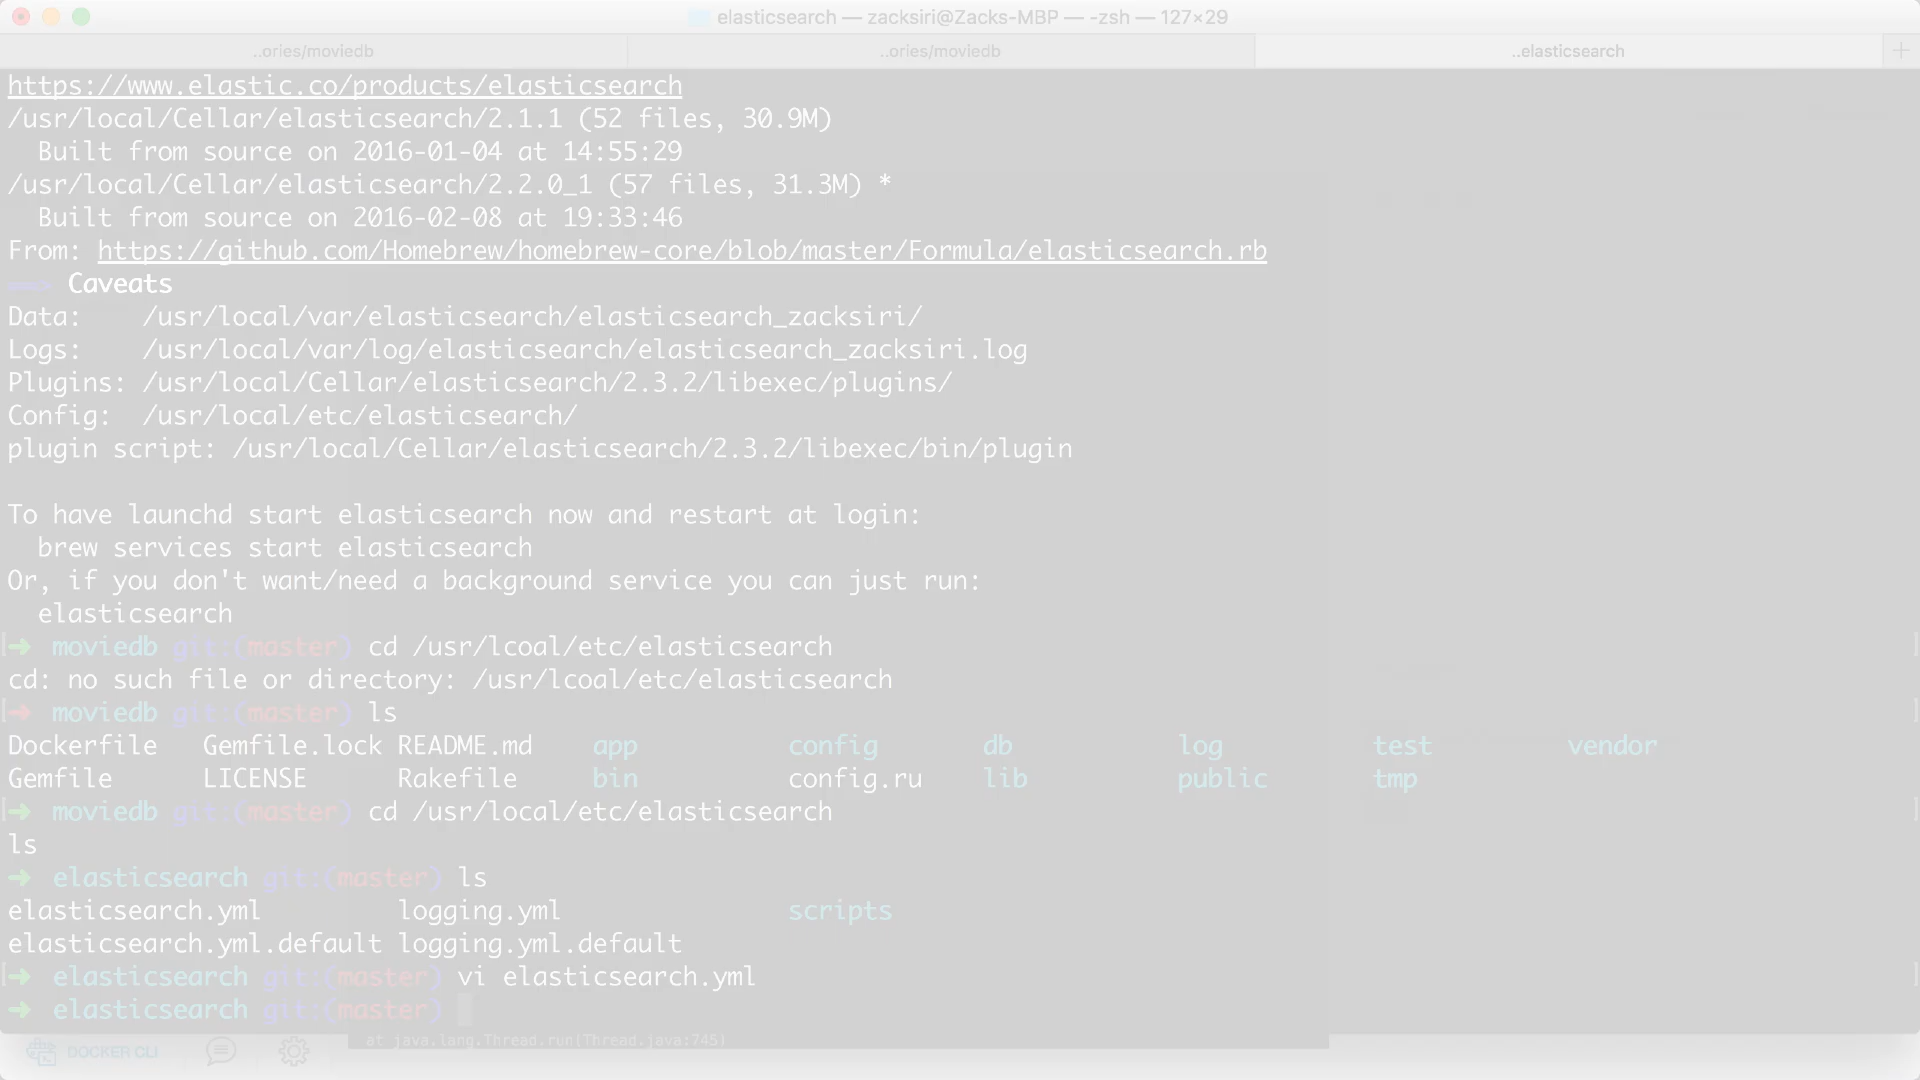 elasticsearch — zacksiri@Zacks-MBP — -zsh — 127×29
..ories/moviedb ..ories/moviedb ..elasticsearch +
https://www.elastic.co/products/elasticsearch
/usr/local/Cellar/elasticsearch/2.1.1 (52 files, 30.9M)
  Built from source on 2016-01-04 at 14:55:29
/usr/local/Cellar/elasticsearch/2.2.0_1 (57 files, 31.3M) *
  Built from source on 2016-02-08 at 19:33:46
From: https://github.com/Homebrew/homebrew-core/blob/master/Formula/elasticsearch.rb
==> Caveats
Data:    /usr/local/var/elasticsearch/elasticsearch_zacksiri/
Logs:    /usr/local/var/log/elasticsearch/elasticsearch_zacksiri.log
Plugins: /usr/local/Cellar/elasticsearch/2.3.2/libexec/plugins/
Config:  /usr/local/etc/elasticsearch/
plugin script: /usr/local/Cellar/elasticsearch/2.3.2/libexec/bin/plugin
To have launchd start elasticsearch now and restart at login:
  brew services start elasticsearch
Or, if you don't want/need a background service you can just run:
  elasticsearch
➜  moviedb git:(master) cd /usr/lcoal/etc/elasticsearch
cd: no such file or directory: /usr/lcoal/etc/elasticsearch
➜  moviedb git:(master) ls
Dockerfile   Gemfile.lock README.md    app          config       db           log          test         vendor
Gemfile      LICENSE      Rakefile     bin          config.ru    lib          public       tmp
➜  moviedb git:(master) cd /usr/local/etc/elasticsearch
ls
➜  elasticsearch git:(master) ls
elasticsearch.yml         logging.yml               scripts
elasticsearch.yml.default logging.yml.default
➜  elasticsearch git:(master) vi elasticsearch.yml
➜  elasticsearch git:(master)
at java.lang.Thread.run(Thread.java:745)
DOCKER CLI